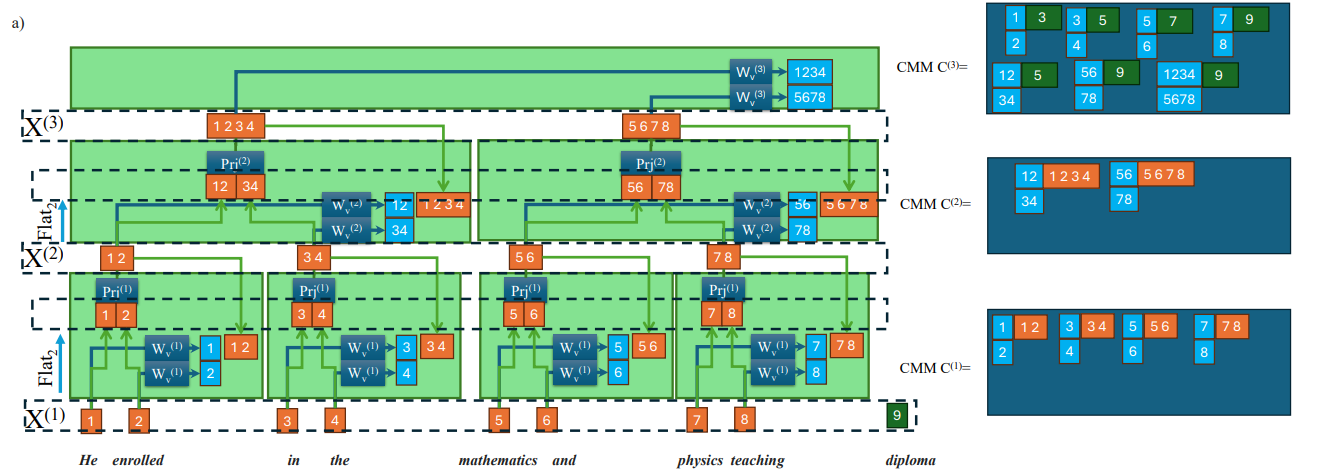 a)
1 3 3 5 5 7 7 9
2 4 6 8
W_v^(3) 1234
W_v^(3) 5678
CMM C^(3)=
12 5 56 9 1234 9
34 78 5678
X^(3) 1 2 3 4 5 6 7 8
Prj^(2) Prj^(2)
12 34 56 78
Flat_2
W_v^(2) 12 1 2 3 4 W_v^(2) 56 5 6 7 8
W_v^(2) 34 W_v^(2) 78
CMM C^(2)=
12 1 2 3 4 56 5 6 7 8
34 78
X^(2) 1 2 3 4 5 6 7 8
Prj^(1) Prj^(1) Prj^(1) Prj^(1)
1 2 3 4 5 6 7 8
Flat_2
W_v^(1) 1 1 2 W_v^(1) 3 3 4 W_v^(1) 5 5 6 W_v^(1) 7 7 8
W_v^(1) 2 W_v^(1) 4 W_v^(1) 6 W_v^(1) 8
CMM C^(1)=
1 1 2 3 3 4 5 5 6 7 7 8
2 4 6 8
X^(1) 1 2 3 4 5 6 7 8 9
He enrolled in the mathematics and physics teaching diploma